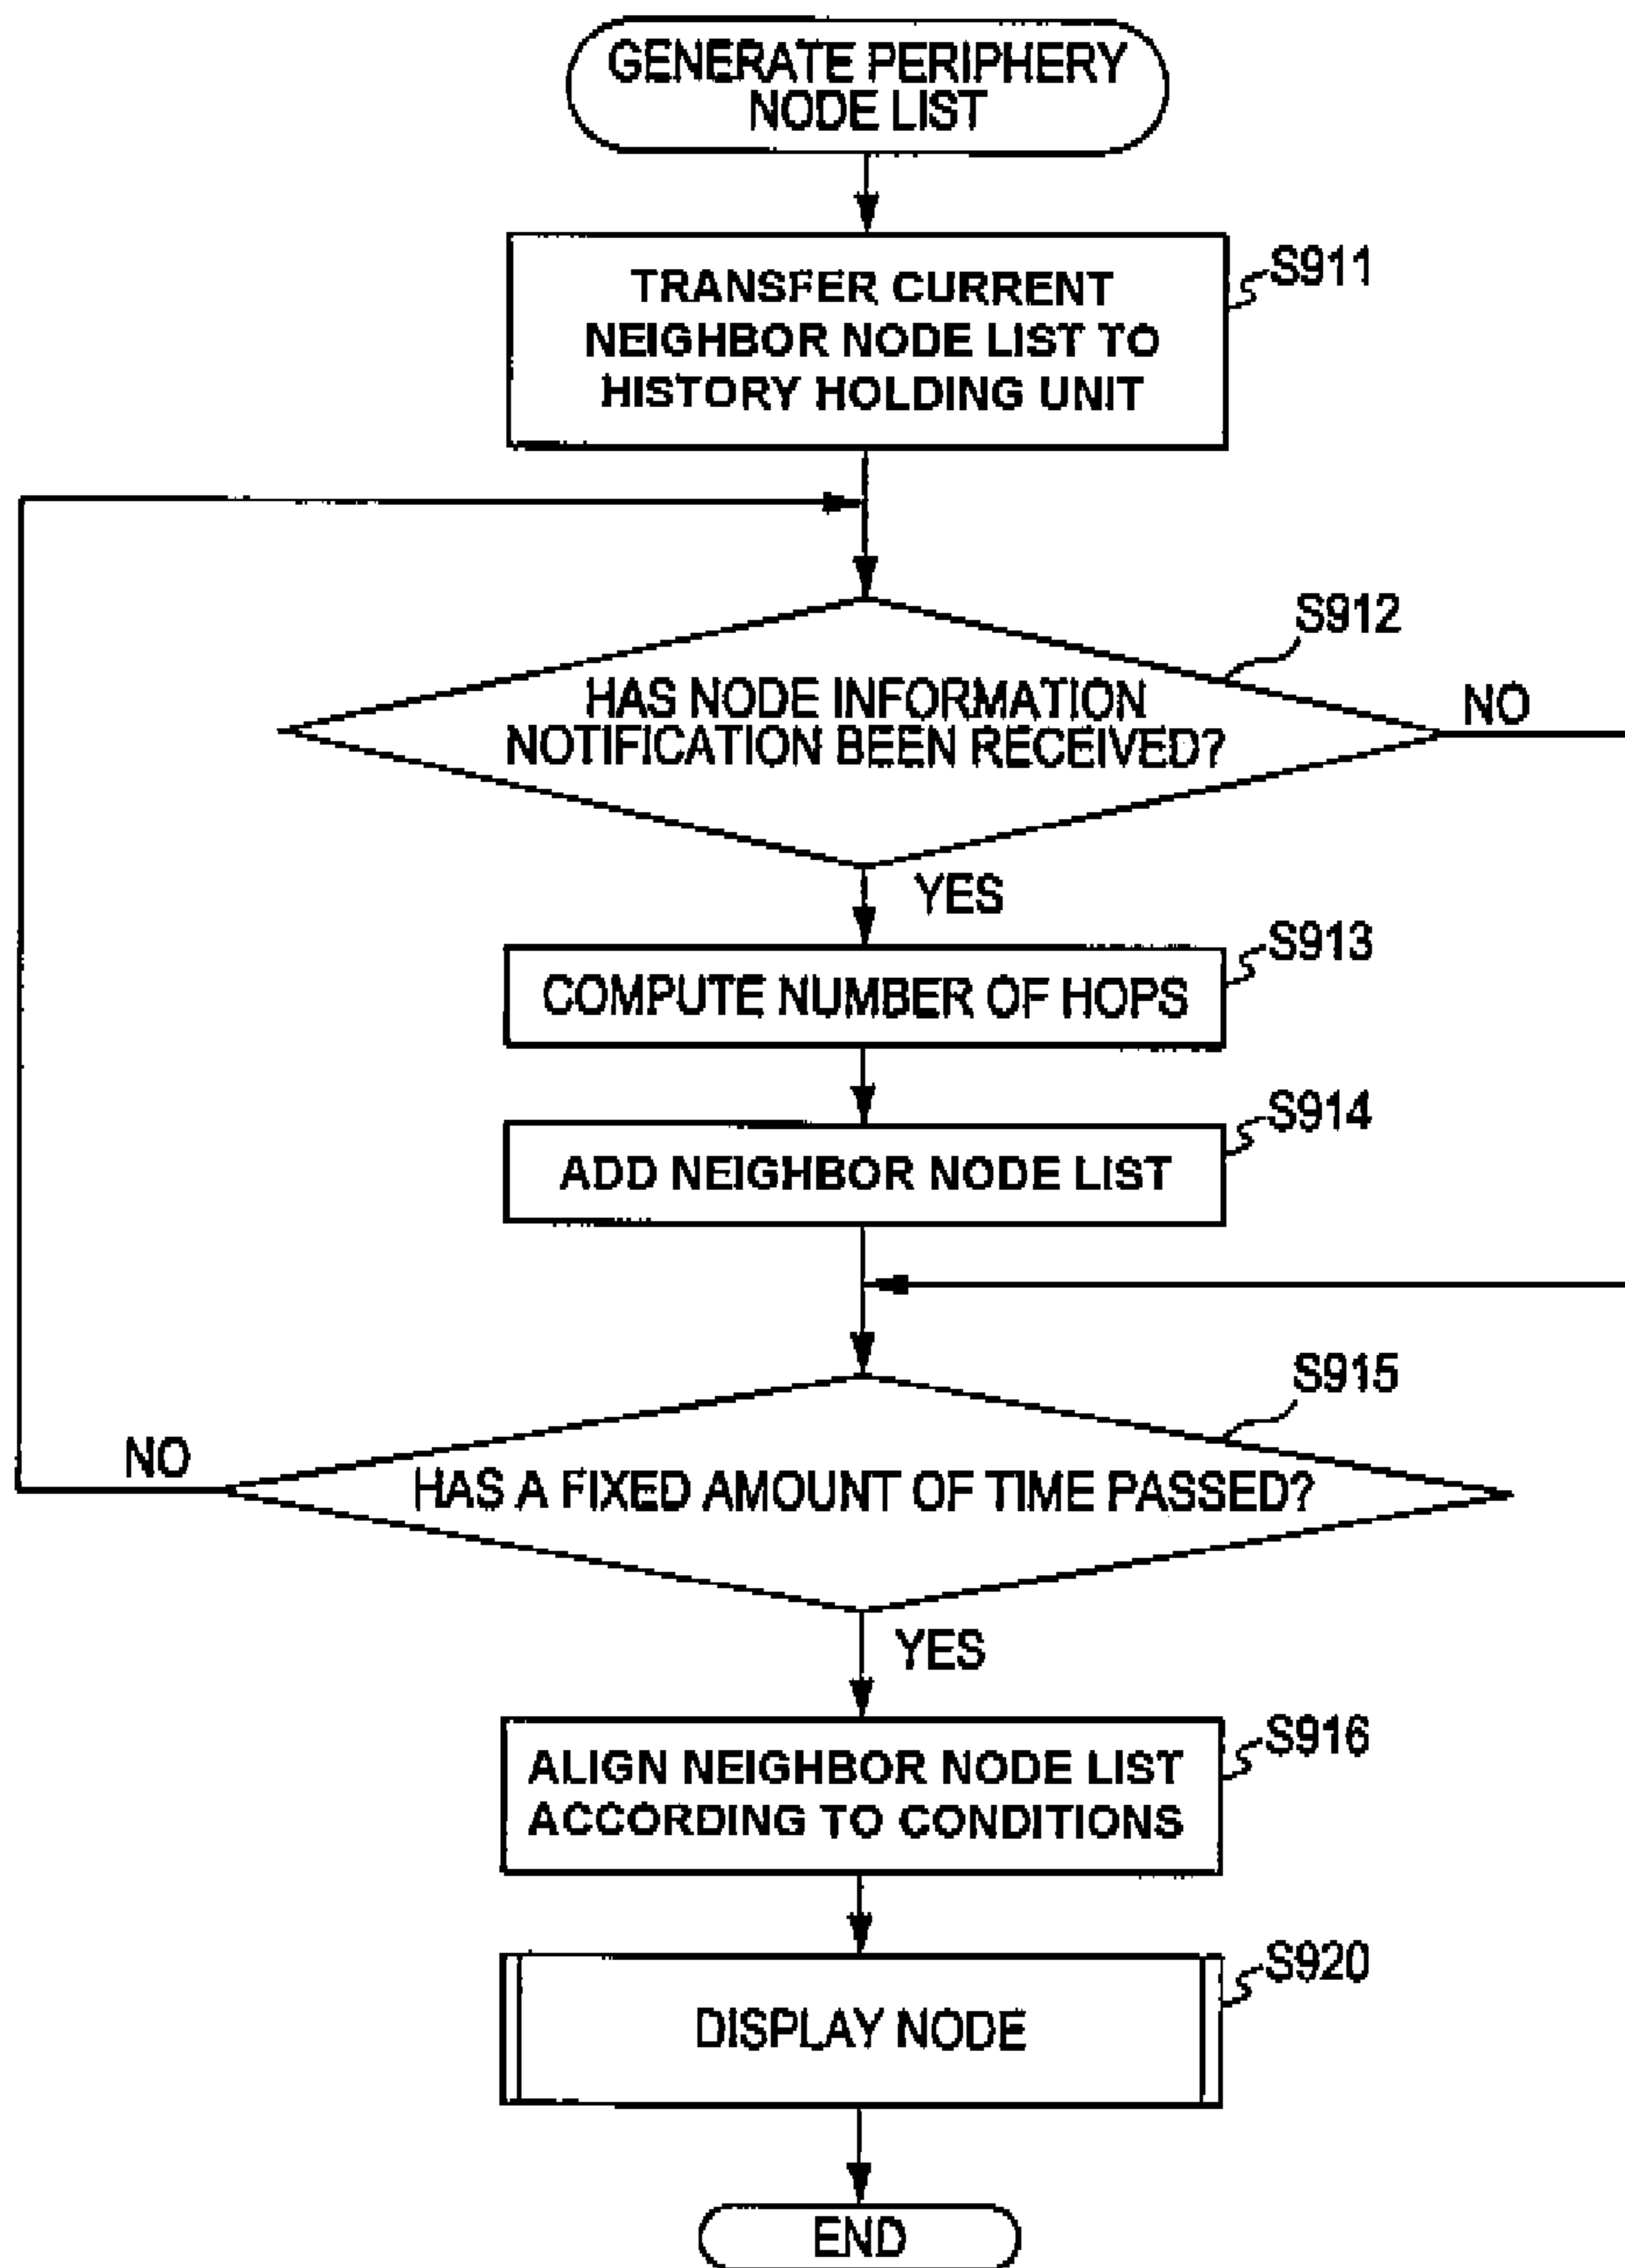 GENERATE PERIPHERY
NODE LIST
S911
TRANSFER CURRENT
NEIGHBOR NODE LIST TO
HISTORY HOLDING UNIT
S912
HAS NODE INFORMATION
NOTIFICATION BEEN RECEIVED?
NO
YES
S913
COMPUTE NUMBER OF HOPS
S914
ADD NEIGHBOR NODE LIST
S915
NO
HAS A FIXED AMOUNT OF TIME PASSED?
YES
S916
ALIGN NEIGHBOR NODE LIST
ACCORDING TO CONDITIONS
S920
DISPLAY NODE
END